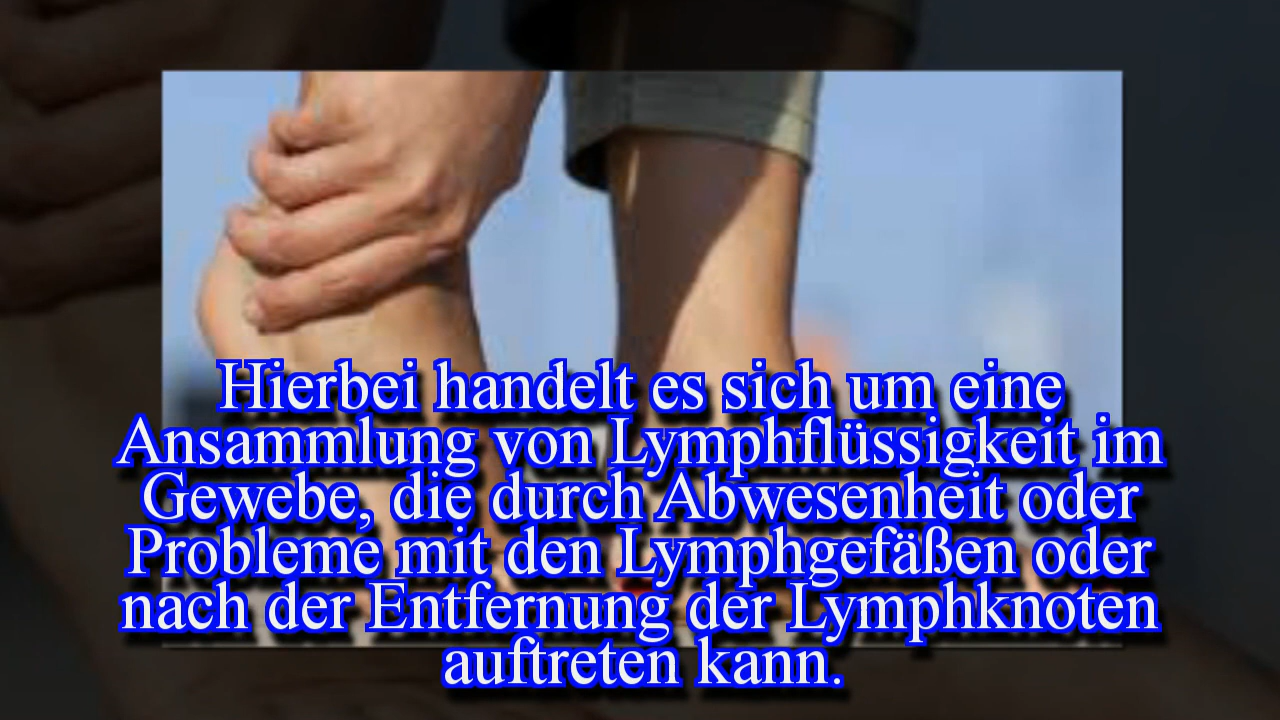 Hierbei handelt es sich um eine
Ansammlung von Lymphflüssigkeit im
Gewebe, die durch Abwesenheit oder
Probleme mit den Lymphgefäßen oder
nach der Entfernung der Lymphknoten
auftreten kann.